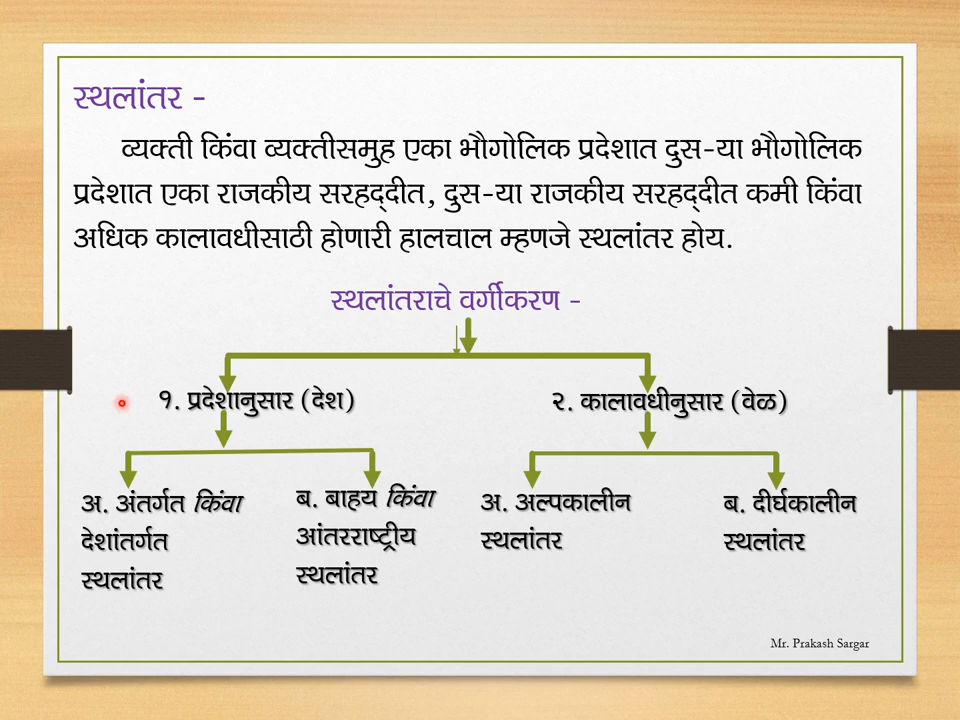 स्थलांतर -
व्यक्ती किंवा व्यक्तीसमुह एका भौगोलिक प्रदेशात दुस-या भौगोलिक
प्रदेशात एका राजकीय सरहद्दीत, दुस-या राजकीय सरहद्दीत कमी किंवा
अधिक कालावधीसाठी होणारी हालचाल म्हणजे स्थलांतर होय.
स्थलांतराचे वर्गीकरण -
१. प्रदेशानुसार (देश)
२. कालावधीनुसार (वेळ)
अ. अंतर्गत किंवा
देशांतर्गत
स्थलांतर
ब. बाहय किंवा
आंतरराष्ट्रीय
स्थलांतर
अ. अल्पकालीन
स्थलांतर
ब. दीर्घकालीन
स्थलांतर
Mr. Prakash Sargar